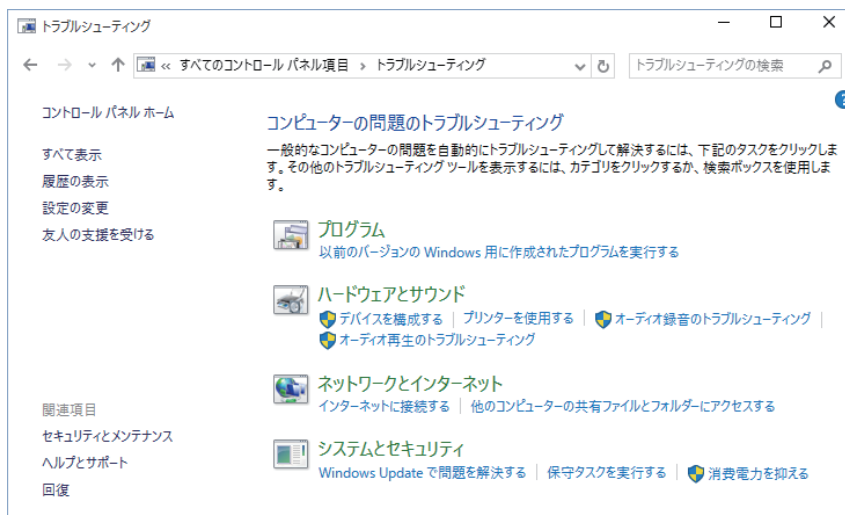 トラブルシューティング
« すべてのコントロール パネル項目 › トラブルシューティング
トラブルシューティングの検索
コントロール パネル ホーム
すべて表示
履歴の表示
設定の変更
友人の支援を受ける
関連項目
セキュリティとメンテナンス
ヘルプとサポート
回復
コンピューターの問題のトラブルシューティング
一般的なコンピューターの問題を自動的にトラブルシューティングして解決するには、下記のタスクをクリックしま
す。その他のトラブルシューティング ツールを表示するには、カテゴリをクリックするか、検索ボックスを使用しま
す。
プログラム
以前のバージョンの Windows 用に作成されたプログラムを実行する
ハードウェアとサウンド
デバイスを構成する | プリンターを使用する | オーディオ録音のトラブルシューティング |
オーディオ再生のトラブルシューティング
ネットワークとインターネット
インターネットに接続する | 他のコンピューターの共有ファイルとフォルダーにアクセスする
システムとセキュリティ
Windows Update で問題を解決する | 保守タスクを実行する | 消費電力を抑える